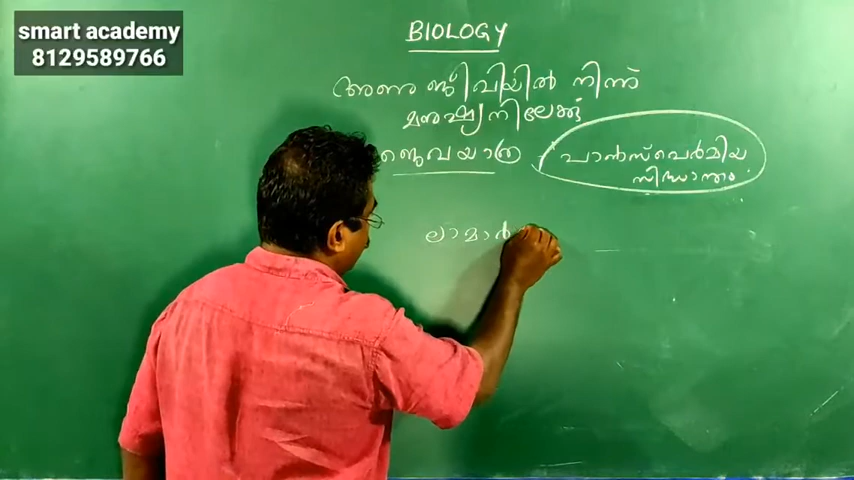 smart academy
8129589766
BIOLOGY
അണു ജീവിയിൽ നിന്ന്
മനുഷ്യനിലേക്കു്
ജൈവയാത്ര
പാൻസ്പെർമിയ
സിദ്ധാന്തം
ലാമാർ